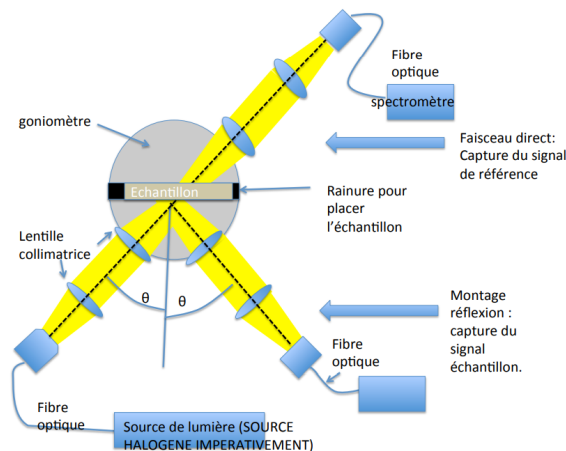 Fibre
optique
spectromètre
goniomètre
Faisceau direct:
Capture du signal
de référence
Echantillon
Rainure pour
placer
l'échantillon
Lentille
collimatrice
θ
θ
Montage
réflexion :
capture du
signal
échantillon.
Fibre
optique
Fibre
optique
Source de lumière (SOURCE
HALOGENE IMPERATIVEMENT)